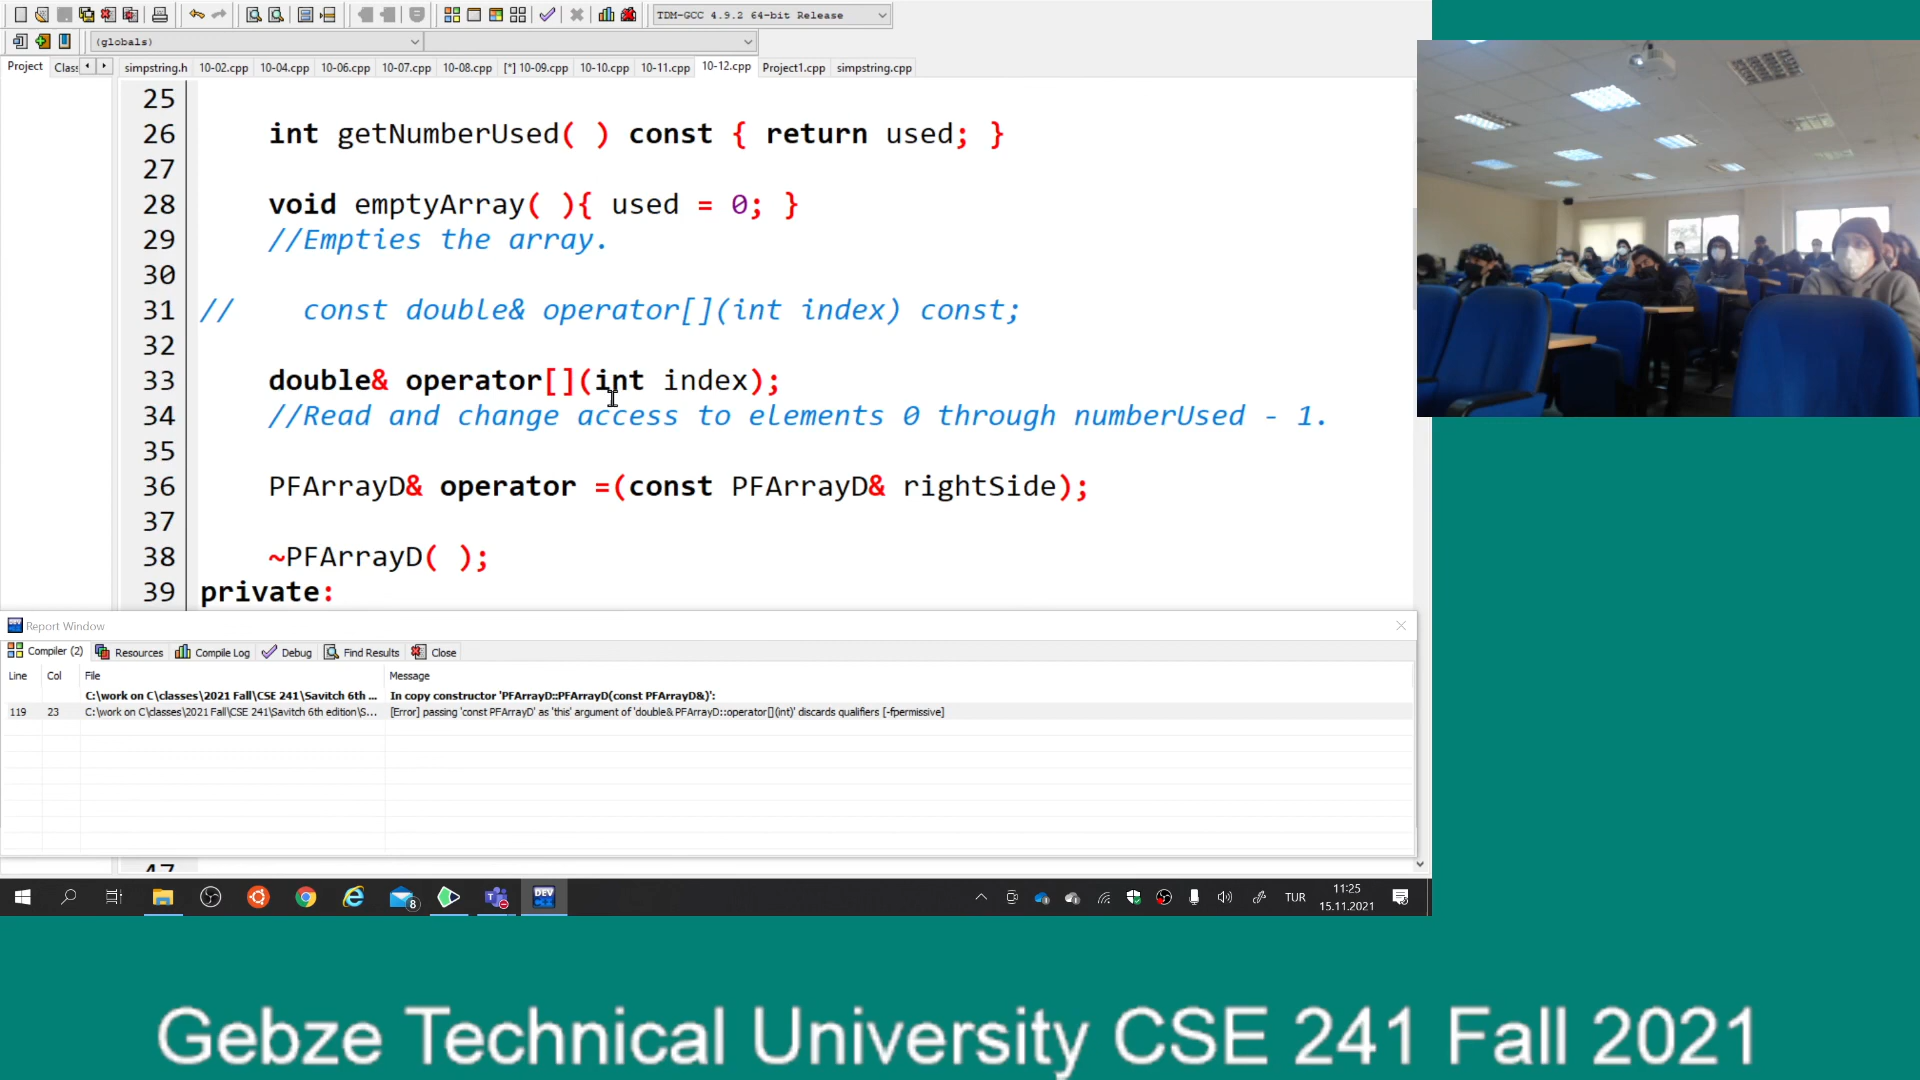 TDM-GCC 4.9.2 64-bit Release
(globals)
Project
Class
simpstring.h 10-02.cpp 10-04.cpp 10-06.cpp 10-07.cpp 10-08.cpp [*] 10-09.cpp 10-10.cpp 10-11.cpp 10-12.cpp Project1.cpp simpstring.cpp
25
26 int getNumberUsed( ) const { return used; }
27
28 void emptyArray( ){ used = 0; }
29 //Empties the array.
30
31 // const double& operator[](int index) const;
32
33 double& operator[](int index);
34 //Read and change access to elements 0 through numberUsed - 1.
35
36 PFArrayD& operator =(const PFArrayD& rightSide);
37
38 ~PFArrayD( );
39 private:
Report Window
Compiler (2) Resources Compile Log Debug Find Results Close
Line Col File Message
C:\work on C\classes\2021 Fall\CSE 241\Savitch 6th ... In copy constructor 'PFArrayD::PFArrayD(const PFArrayD&)':
119 23 C:\work on C\classes\2021 Fall\CSE 241\Savitch 6th edition\S... [Error] passing 'const PFArrayD' as 'this' argument of 'double& PFArrayD::operator[](int)' discards qualifiers [-fpermissive]
47
8
DEV
TUR
11:25
15.11.2021
Gebze Technical University CSE 241 Fall 2021